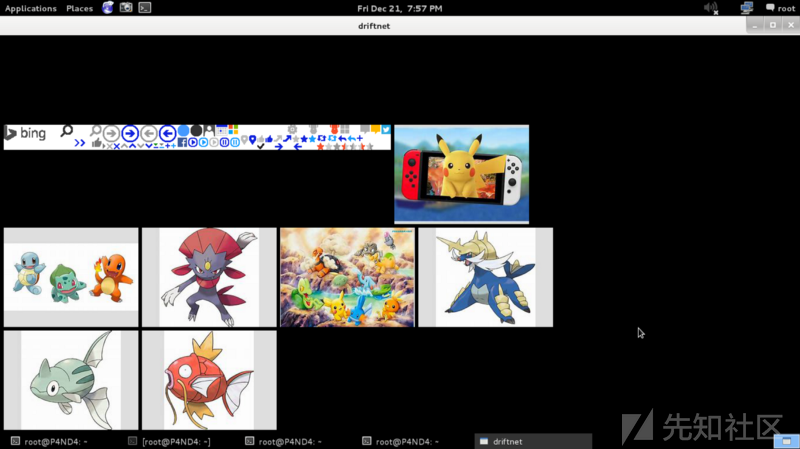 Applications Places Fri Dec 21, 7:57 PM root
driftnet
bing
root@P4ND4: ~ [root@P4ND4: ~] root@P4ND4: ~ root@P4ND4: ~ driftnet
先知社区